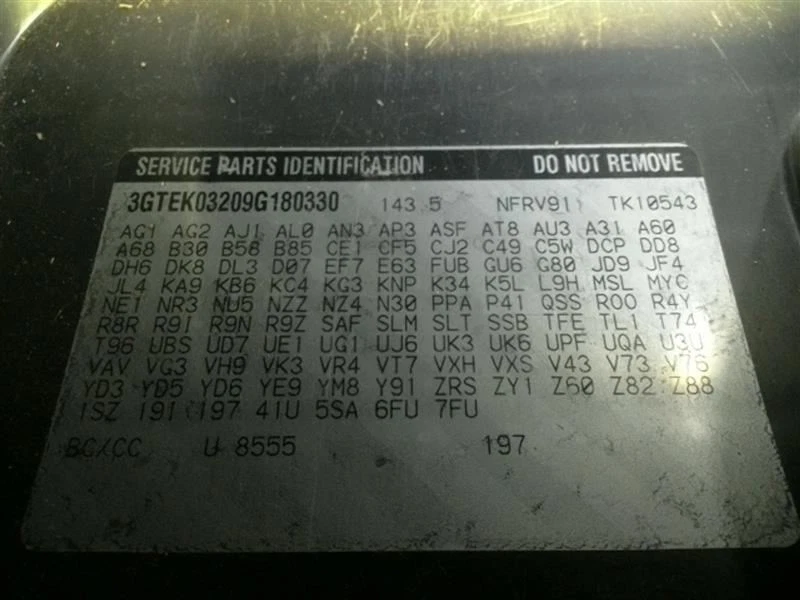 SERVICE PARTS IDENTIFICATION DO NOT REMOVE
3GTEK03209G180330 143.5 NFRV91 TK10543
AG1 AG2 AJ1 AL0 AN3 AP3 ASF AT8 AU3 A31 A60
A68 B30 B58 B85 CE1 CF5 CJ2 C49 C5W DCP DD8
DH6 DK8 DL3 D07 EF7 E63 FUB GU6 G80 JD9 JF4
JL4 KA9 KB6 KC4 KG3 KNP K34 K5L L9H MSL MYC
NE1 NR3 NU5 NZZ NZ4 N30 PPA P41 QSS R00 R4Y
R8R R9I R9N R9Z SAF SLM SLT SSB TFE TL1 T74
T96 UBS UD7 UE1 UG1 UJ6 UK3 UK6 UPF UQA U3U
VAV VG3 VH9 VK3 VR4 VT7 VXH VXS V43 V73 V76
YD3 YD5 YD6 YE9 YM8 Y91 ZRS ZY1 Z60 Z82 Z88
1SZ 19I 197 41U 5SA 6FU 7FU
BC/CC U 8555 197